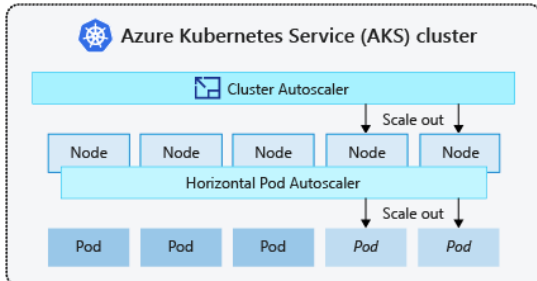 Azure Kubernetes Service (AKS) cluster
Cluster Autoscaler
Scale out
Node Node Node Node Node
Horizontal Pod Autoscaler
Scale out
Pod Pod Pod Pod Pod